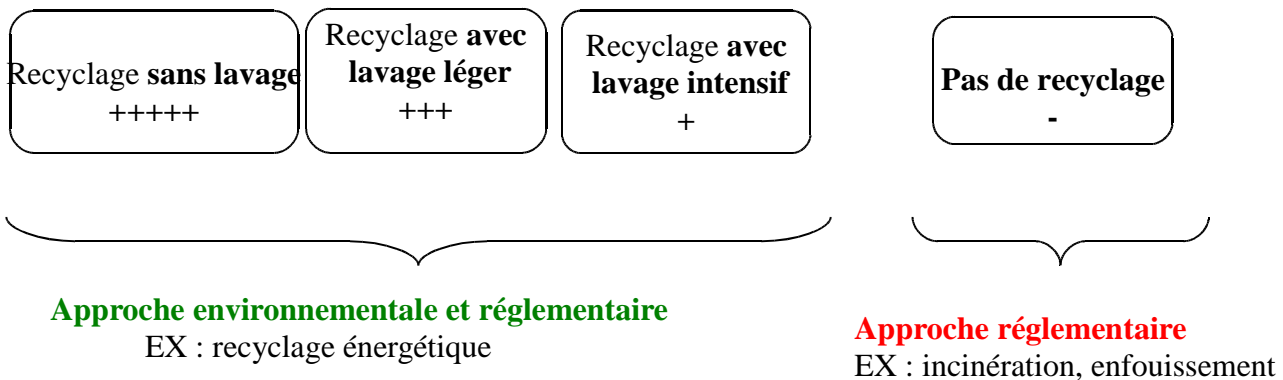 Recyclage sans lavage
+++++
Recyclage avec
lavage léger
+++
Recyclage avec
lavage intensif
+
Pas de recyclage
-
Approche environnementale et réglementaire
EX : recyclage énergétique
Approche réglementaire
EX : incinération, enfouissement